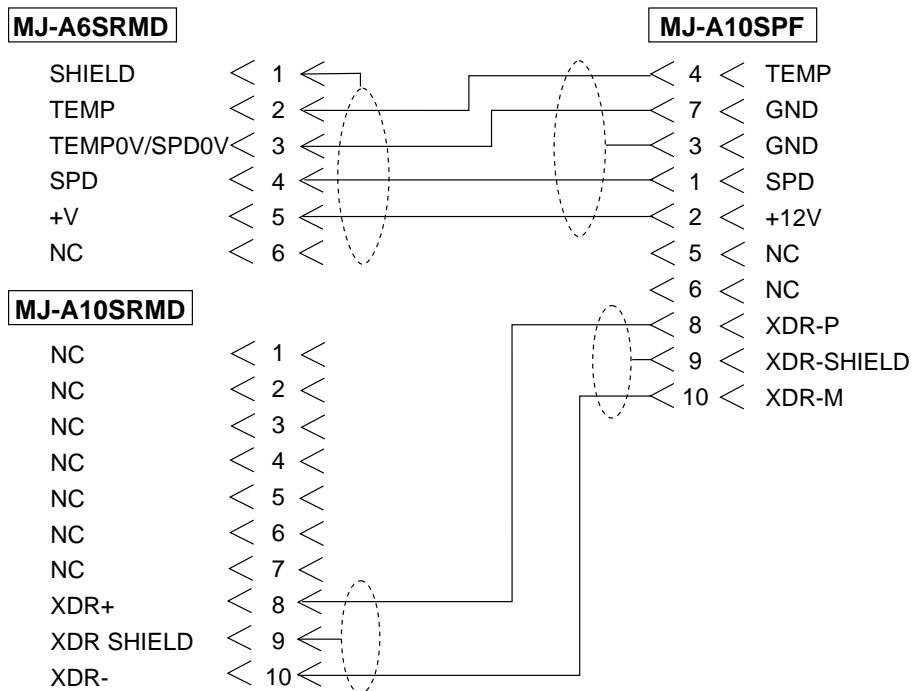 MJ-A6SRMD
SHIELD 1
TEMP 2
TEMP0V/SPD0V 3
SPD 4
+V 5
NC 6
MJ-A10SPF
4 TEMP
7 GND
3 GND
1 SPD
2 +12V
5 NC
6 NC
8 XDR-P
9 XDR-SHIELD
10 XDR-M
MJ-A10SRMD
NC 1
NC 2
NC 3
NC 4
NC 5
NC 6
NC 7
XDR+ 8
XDR SHIELD 9
XDR- 10